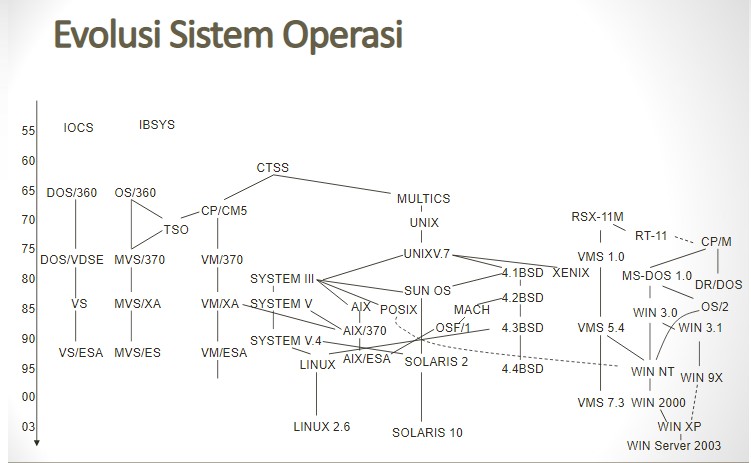 Evolusi Sistem Operasi
55
IOCS
IBSYS
60
CTSS
65
DOS/360
OS/360
MULTICS
CP/CM5
RSX-11M
70
TSO
UNIX
RT-11
CP/M
75
DOS/VDSE
MVS/370
VM/370
UNIXV.7
VMS 1.0
4.1BSD
XENIX
MS-DOS 1.0
80
SYSTEM III
DR/DOS
SUN OS
4.2BSD
VS
MVS/XA
VM/XA
SYSTEM V
AIX
POSIX
MACH
OS/2
85
WIN 3.0
AIX/370
OSF/1
4.3BSD
VMS 5.4
WIN 3.1
90
SYSTEM V.4
VS/ESA
MVS/ES
VM/ESA
AIX/ESA
LINUX
SOLARIS 2
4.4BSD
95
WIN NT
WIN 9X
00
VMS 7.3
WIN 2000
03
LINUX 2.6
SOLARIS 10
WIN XP
WIN Server 2003